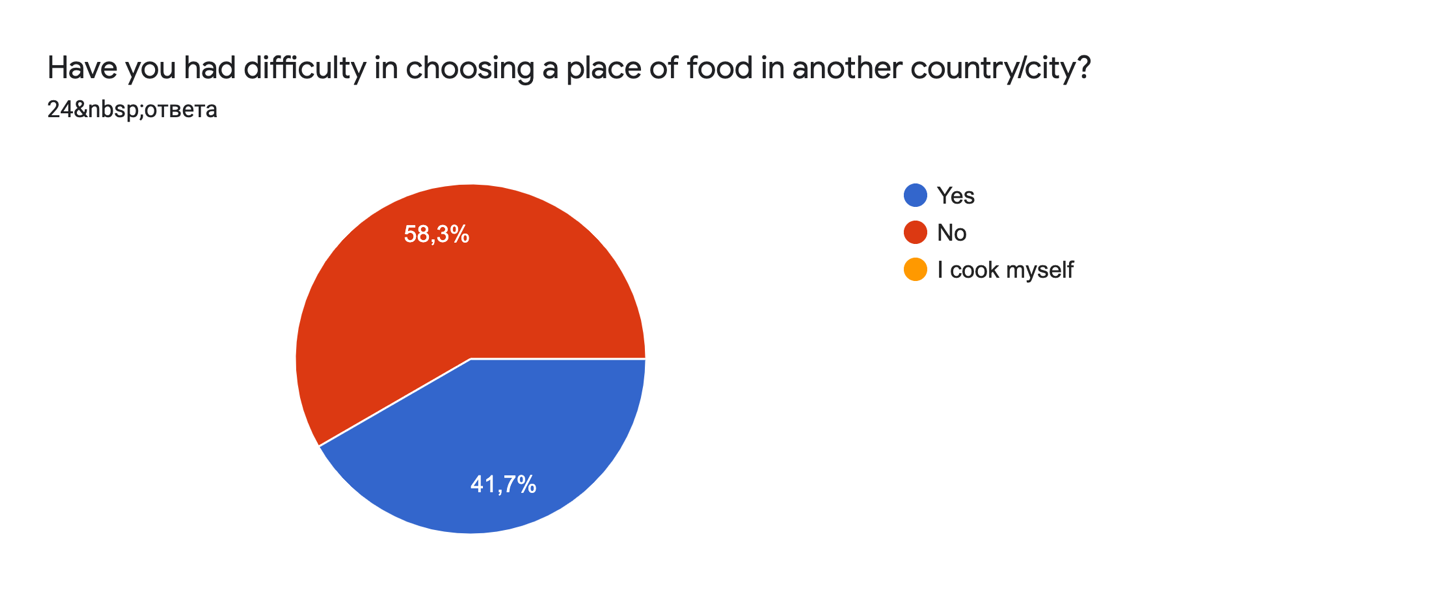 Have you had difficulty in choosing a place of food in another country/city?
24&nbsp;ответа
58,3%
41,7%
Yes
No
I cook myself